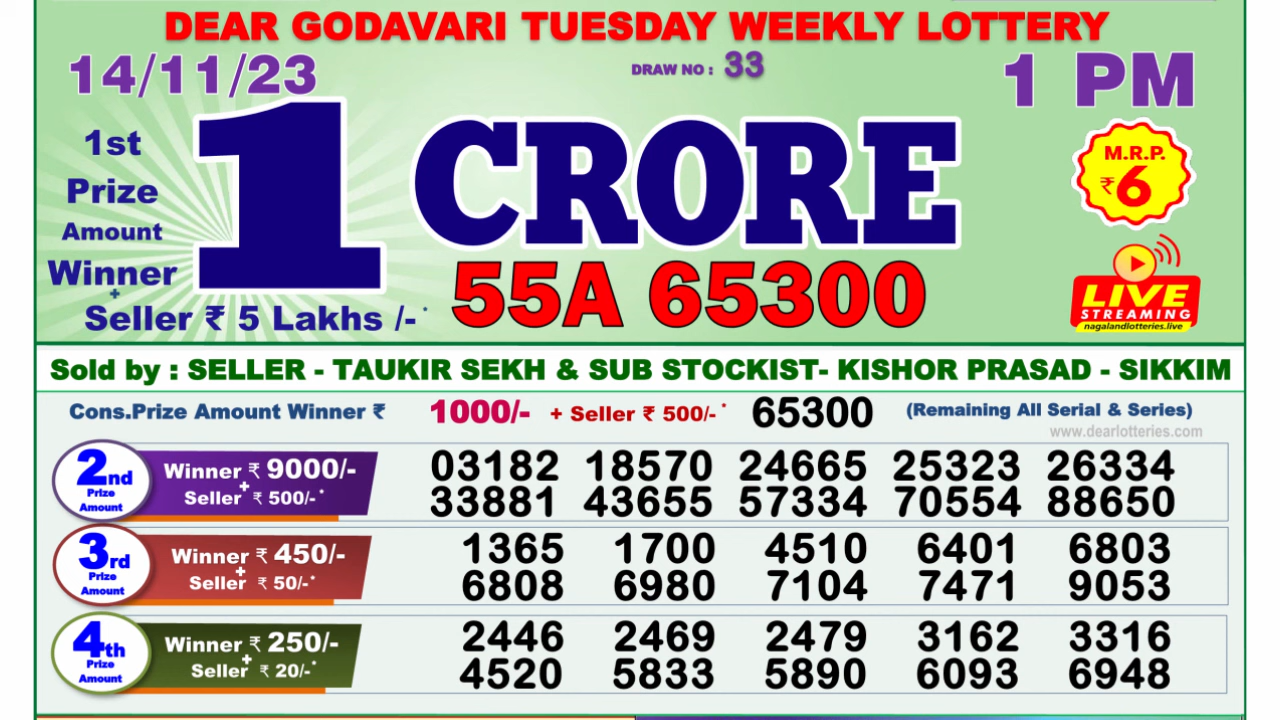 DEAR GODAVARI TUESDAY WEEKLY LOTTERY
14/11/23 DRAW NO : 33 1 PM
1st
Prize
Amount
Winner
+
Seller ₹ 5 Lakhs /-*
1 CRORE
55A 65300
M.R.P.
₹6
LIVE
STREAMING
nagalandlotteries.live
Sold by : SELLER - TAUKIR SEKH & SUB STOCKIST- KISHOR PRASAD - SIKKIM
Cons.Prize Amount Winner ₹ 1000/- + Seller ₹ 500/-* 65300 (Remaining All Serial & Series)
www.dearlotteries.com
2nd
Prize
Amount
Winner ₹ 9000/-
+
Seller ₹ 500/-*
03182 18570 24665 25323 26334
33881 43655 57334 70554 88650
3rd
Prize
Amount
Winner ₹ 450/-
+
Seller ₹ 50/-*
1365 1700 4510 6401 6803
6808 6980 7104 7471 9053
4th
Prize
Amount
Winner ₹ 250/-
+
Seller ₹ 20/-*
2446 2469 2479 3162 3316
4520 5833 5890 6093 6948